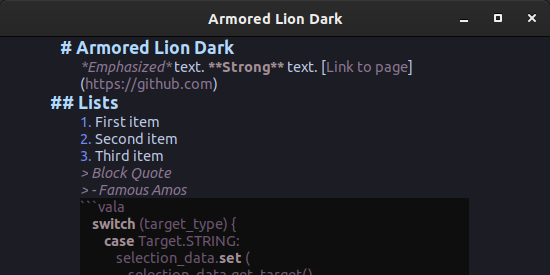 Armored Lion Dark
# Armored Lion Dark
*Emphasized* text. **Strong** text. [Link to page]
(https://github.com)
## Lists
1. First item
2. Second item
3. Third item
> Block Quote
> - Famous Amos
```vala
switch (target_type) {
case Target.STRING:
selection_data.set (
selection_data.get_target()